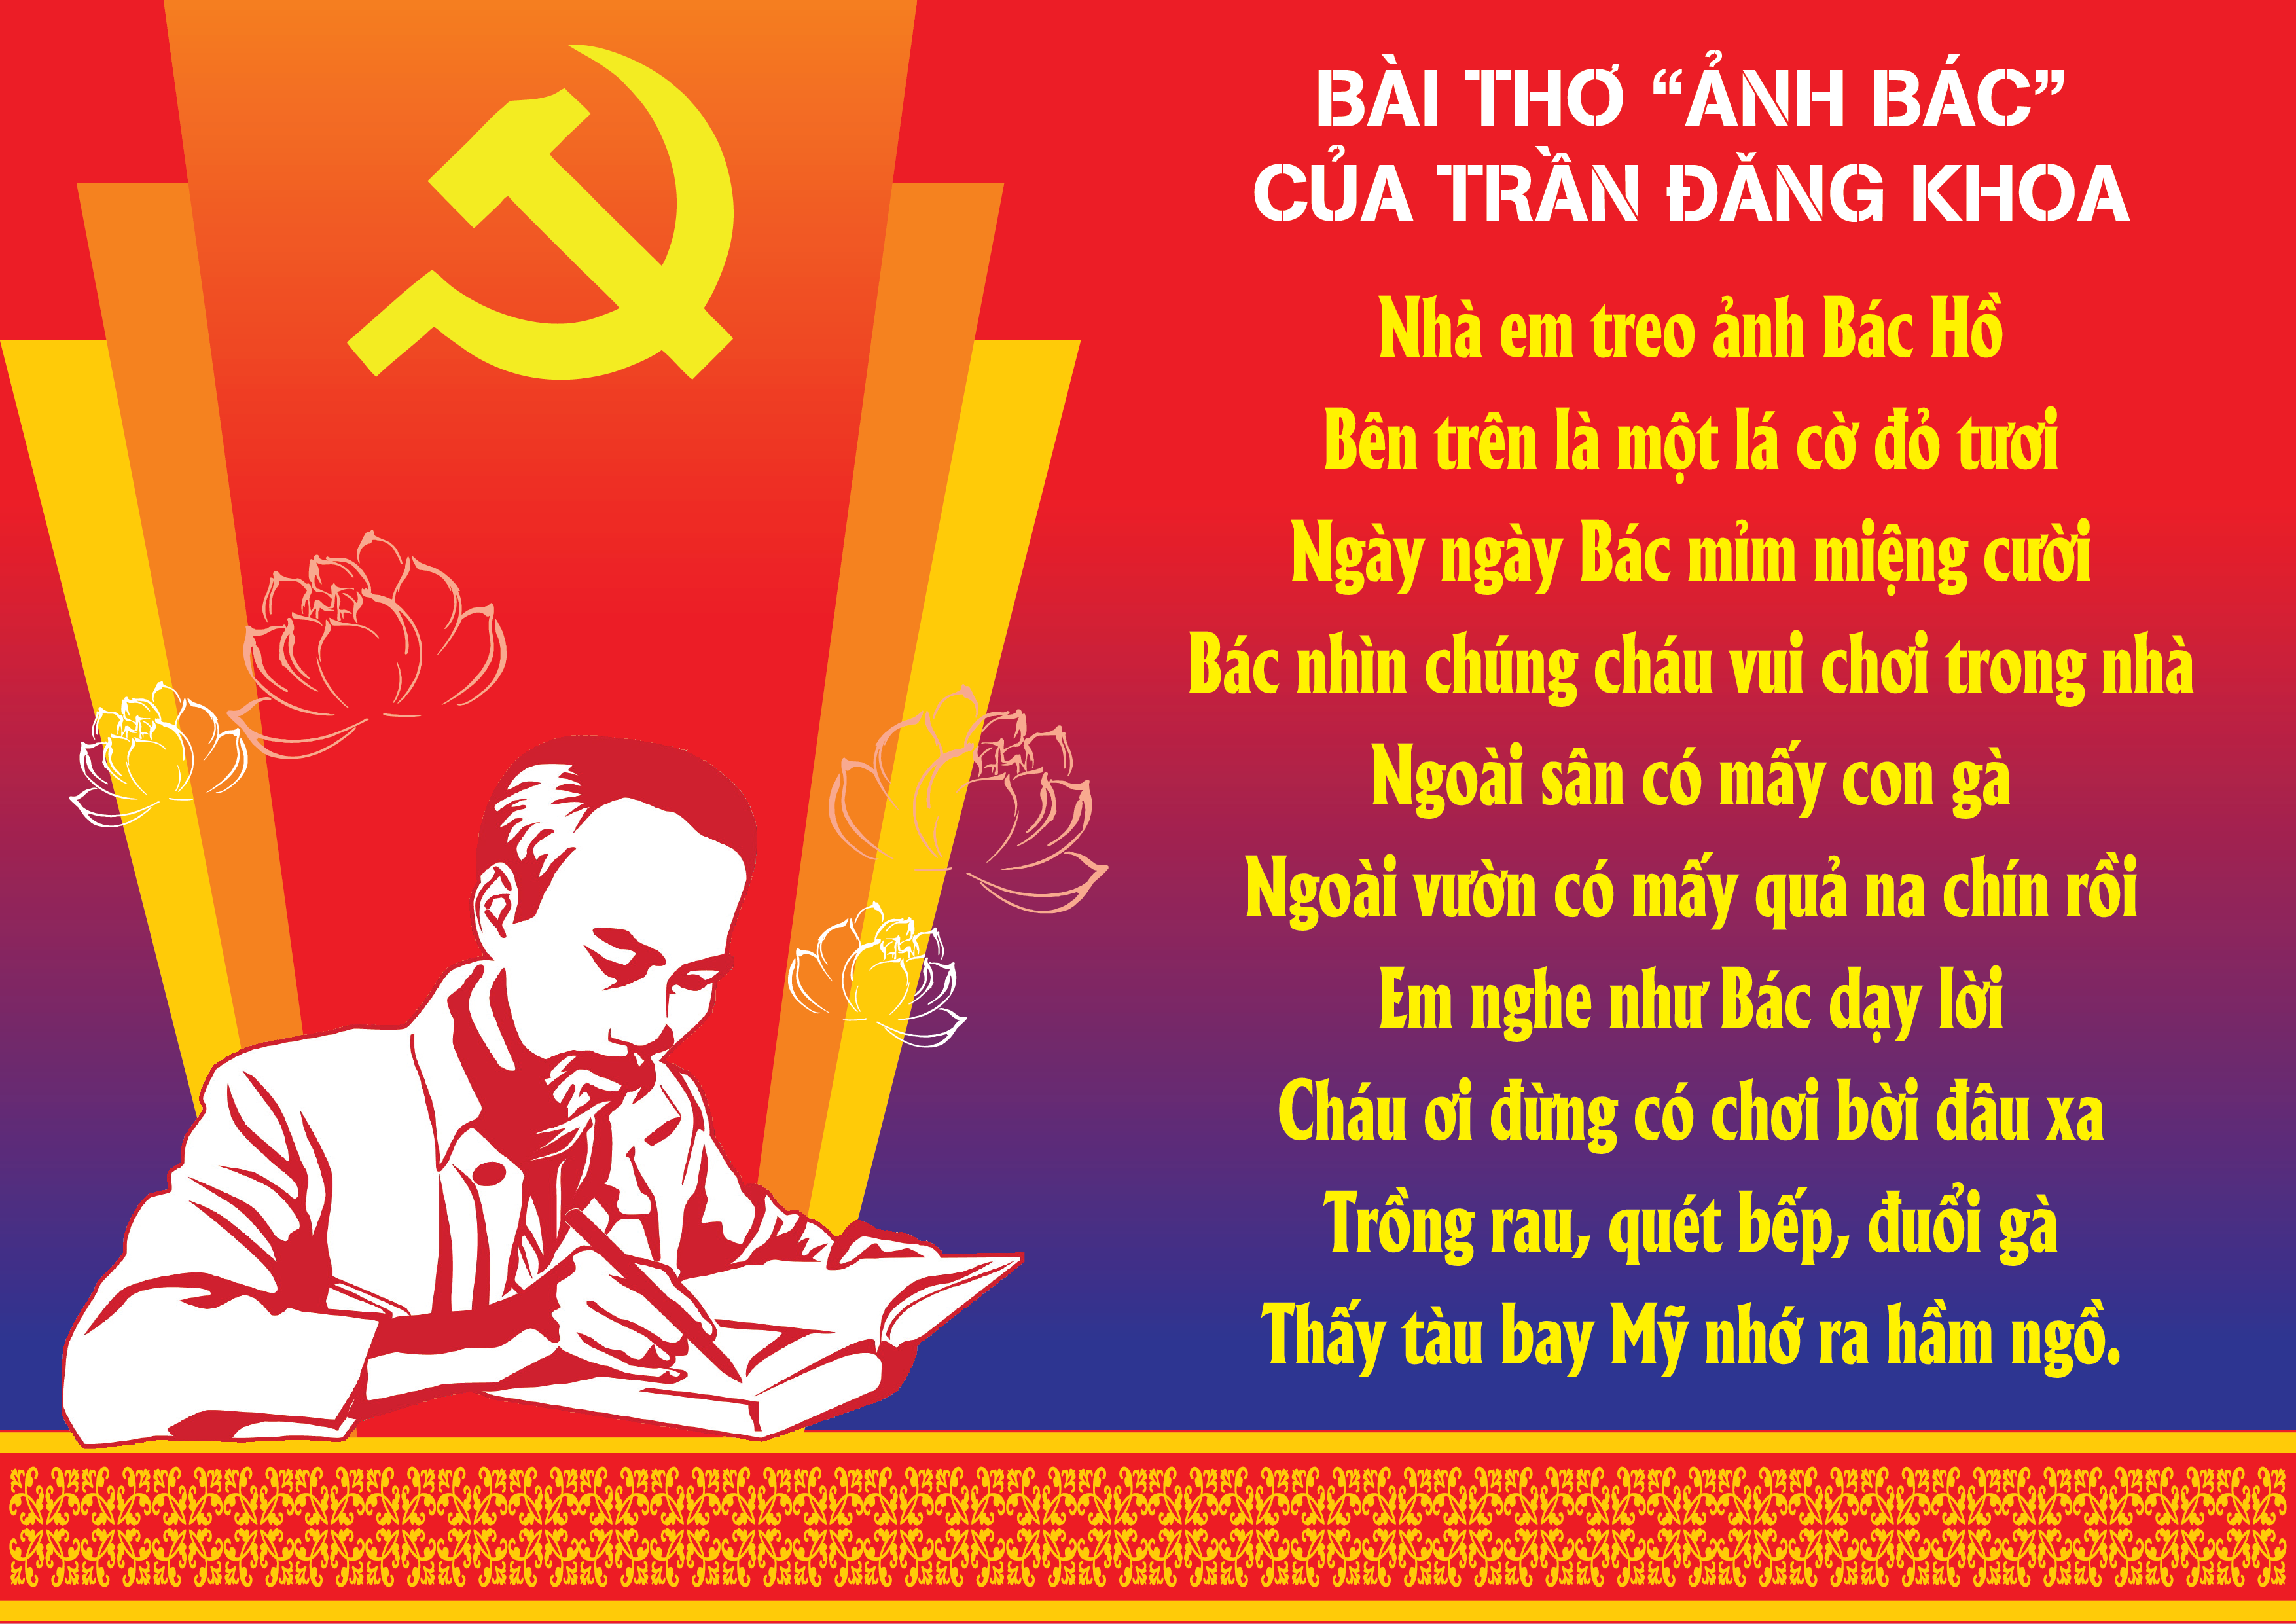 BÀI THƠ “ẢNH BÁC”
CỦA TRẦN ĐĂNG KHOA
Nhà em treo ảnh Bác Hồ
Bên trên là một lá cờ đỏ tươi
Ngày ngày Bác mỉm miệng cười
Bác nhìn chúng cháu vui chơi trong nhà
Ngoài sân có mấy con gà
Ngoài vườn có mấy quả na chín rồi
Em nghe như Bác dạy lời
Cháu ơi đừng có chơi bời đâu xa
Trồng rau, quét bếp, đuổi gà
Thấy tàu bay Mỹ nhớ ra hầm ngồ.